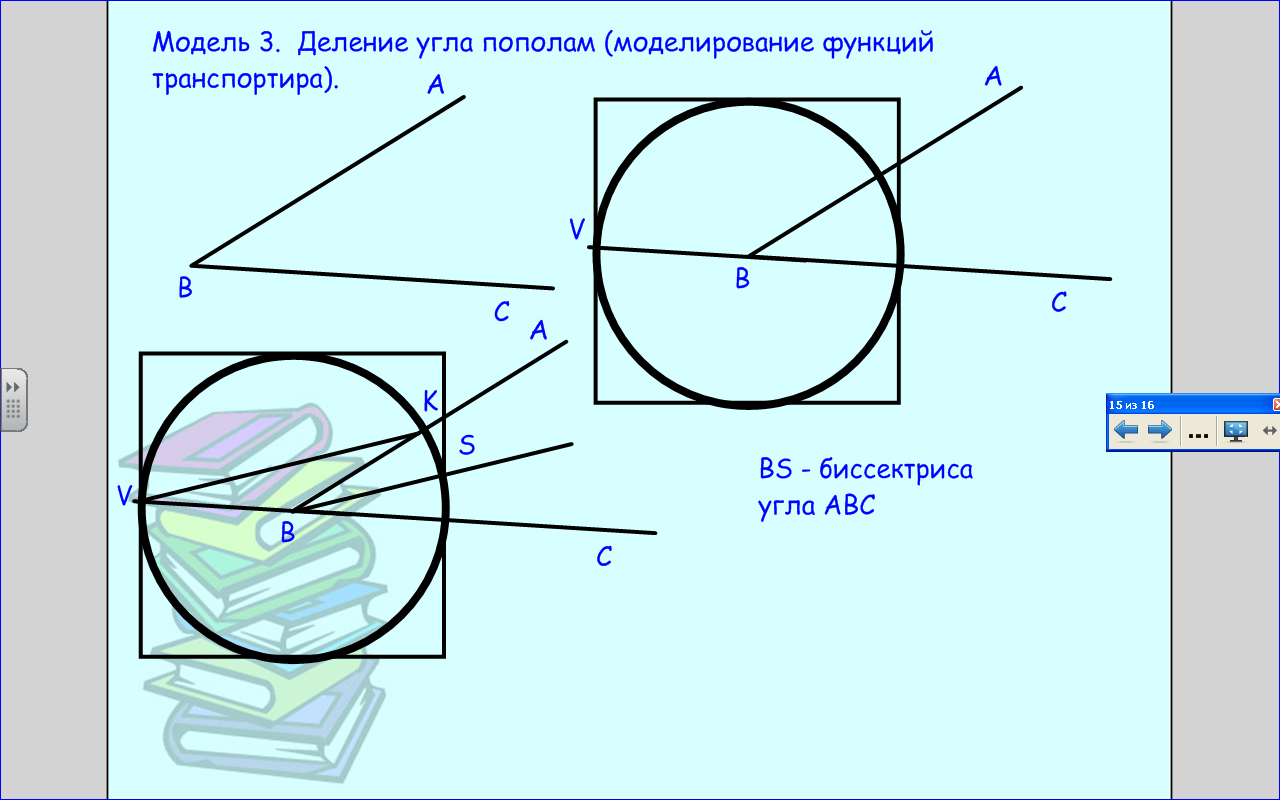 Модель 3.  Деление угла пополам (моделирование функций
транспортира).
A
B
C
A
V
B
C
A
K
S
V
B
C
BS - биссектриса
угла ABC
15 из 16